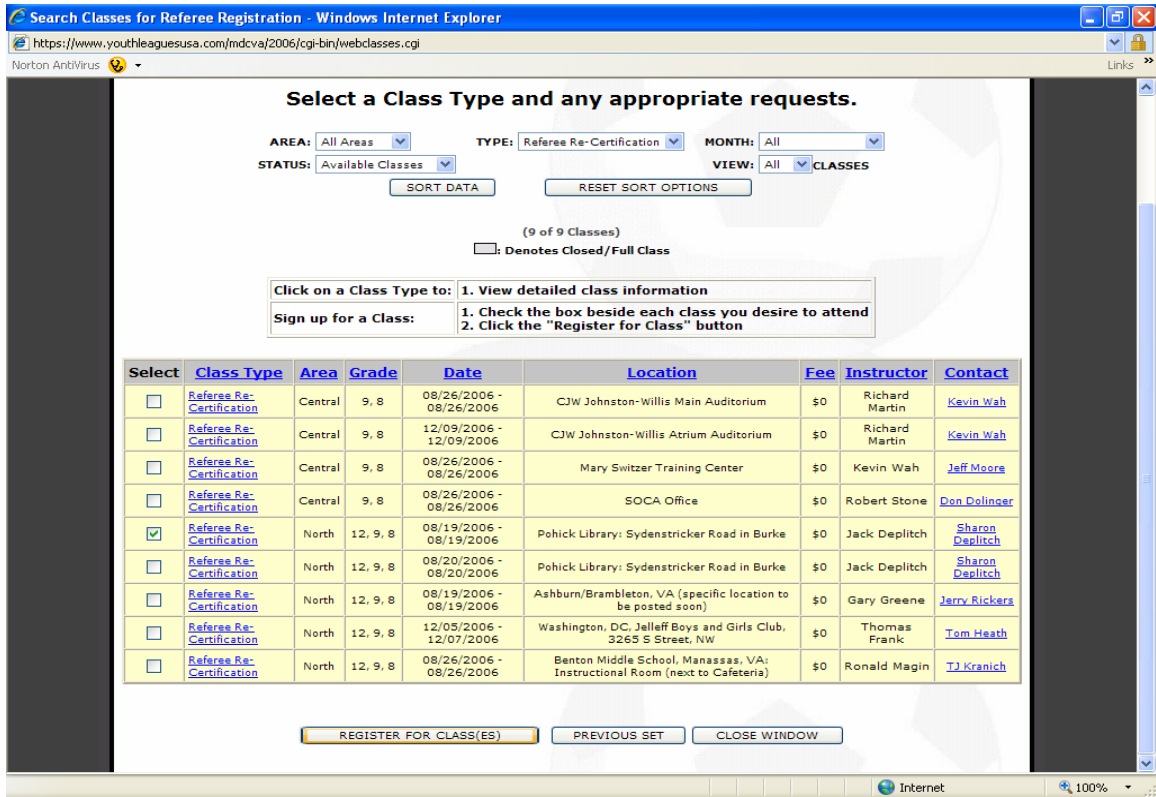 Search Classes for Referee Registration - Windows Internet Explorer
https://www.youthleaguesusa.com/mdcva/2006/cgi-bin/webclasses.cgi
Norton AntiVirus Links »
Select a Class Type and any appropriate requests.
AREA: All Areas TYPE: Referee Re-Certification MONTH: All
STATUS: Available Classes VIEW: All CLASSES
SORT DATA RESET SORT OPTIONS
(9 of 9 Classes)
: Denotes Closed/Full Class
Click on a Class Type to: 1. View detailed class information
Sign up for a Class: 1. Check the box beside each class you desire to attend
2. Click the "Register for Class" button
Select Class Type Area Grade Date Location Fee Instructor Contact
Referee Re-Certification Central 9, 8 08/26/2006 - 08/26/2006 CJW Johnston-Willis Main Auditorium $0 Richard Martin Kevin Wah
Referee Re-Certification Central 9, 8 12/09/2006 - 12/09/2006 CJW Johnston-Willis Atrium Auditorium $0 Richard Martin Kevin Wah
Referee Re-Certification Central 9, 8 08/26/2006 - 08/26/2006 Mary Switzer Training Center $0 Kevin Wah Jeff Moore
Referee Re-Certification Central 9, 8 08/26/2006 - 08/26/2006 SOCA Office $0 Robert Stone Don Dolinger
Referee Re-Certification North 12, 9, 8 08/19/2006 - 08/19/2006 Pohick Library: Sydenstricker Road in Burke $0 Jack Deplitch Sharon Deplitch
Referee Re-Certification North 12, 9, 8 08/20/2006 - 08/20/2006 Pohick Library: Sydenstricker Road in Burke $0 Jack Deplitch Sharon Deplitch
Referee Re-Certification North 12, 9, 8 08/19/2006 - 08/19/2006 Ashburn/Brambleton, VA (specific location to be posted soon) $0 Gary Greene Jerry Rickers
Referee Re-Certification North 12, 9, 8 12/05/2006 - 12/07/2006 Washington, DC, Jelleff Boys and Girls Club, 3265 S Street, NW $0 Thomas Frank Tom Heath
Referee Re-Certification North 12, 9, 8 08/26/2006 - 08/26/2006 Benton Middle School, Manassas, VA: Instructional Room (next to Cafeteria) $0 Ronald Magin TJ Kranich
REGISTER FOR CLASS(ES) PREVIOUS SET CLOSE WINDOW
Internet 100%